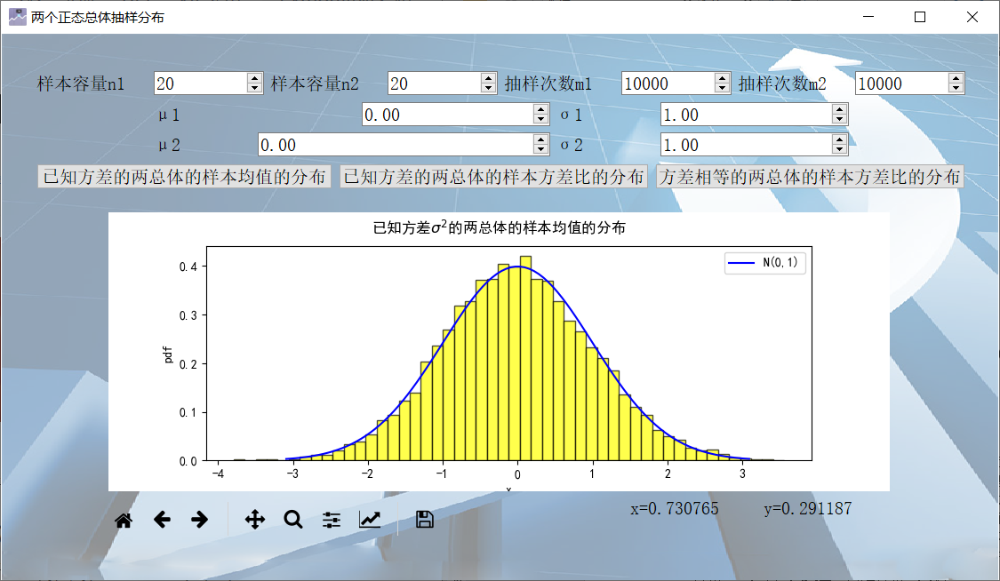 两个正态总体抽样分布
样本容量n1 20 样本容量n2 20 抽样次数m1 10000 抽样次数m2 10000
μ1 0.00 σ1 1.00
μ2 0.00 σ2 1.00
已知方差的两总体的样本均值的分布 已知方差的两总体的样本方差比的分布 方差相等的两总体的样本方差比的分布
已知方差σ²的两总体的样本均值的分布
N(0,1)
0.4
0.3
pdf
0.2
0.1
0.0
-4 -3 -2 -1 0 1 2 3
x
x=0.730765 y=0.291187